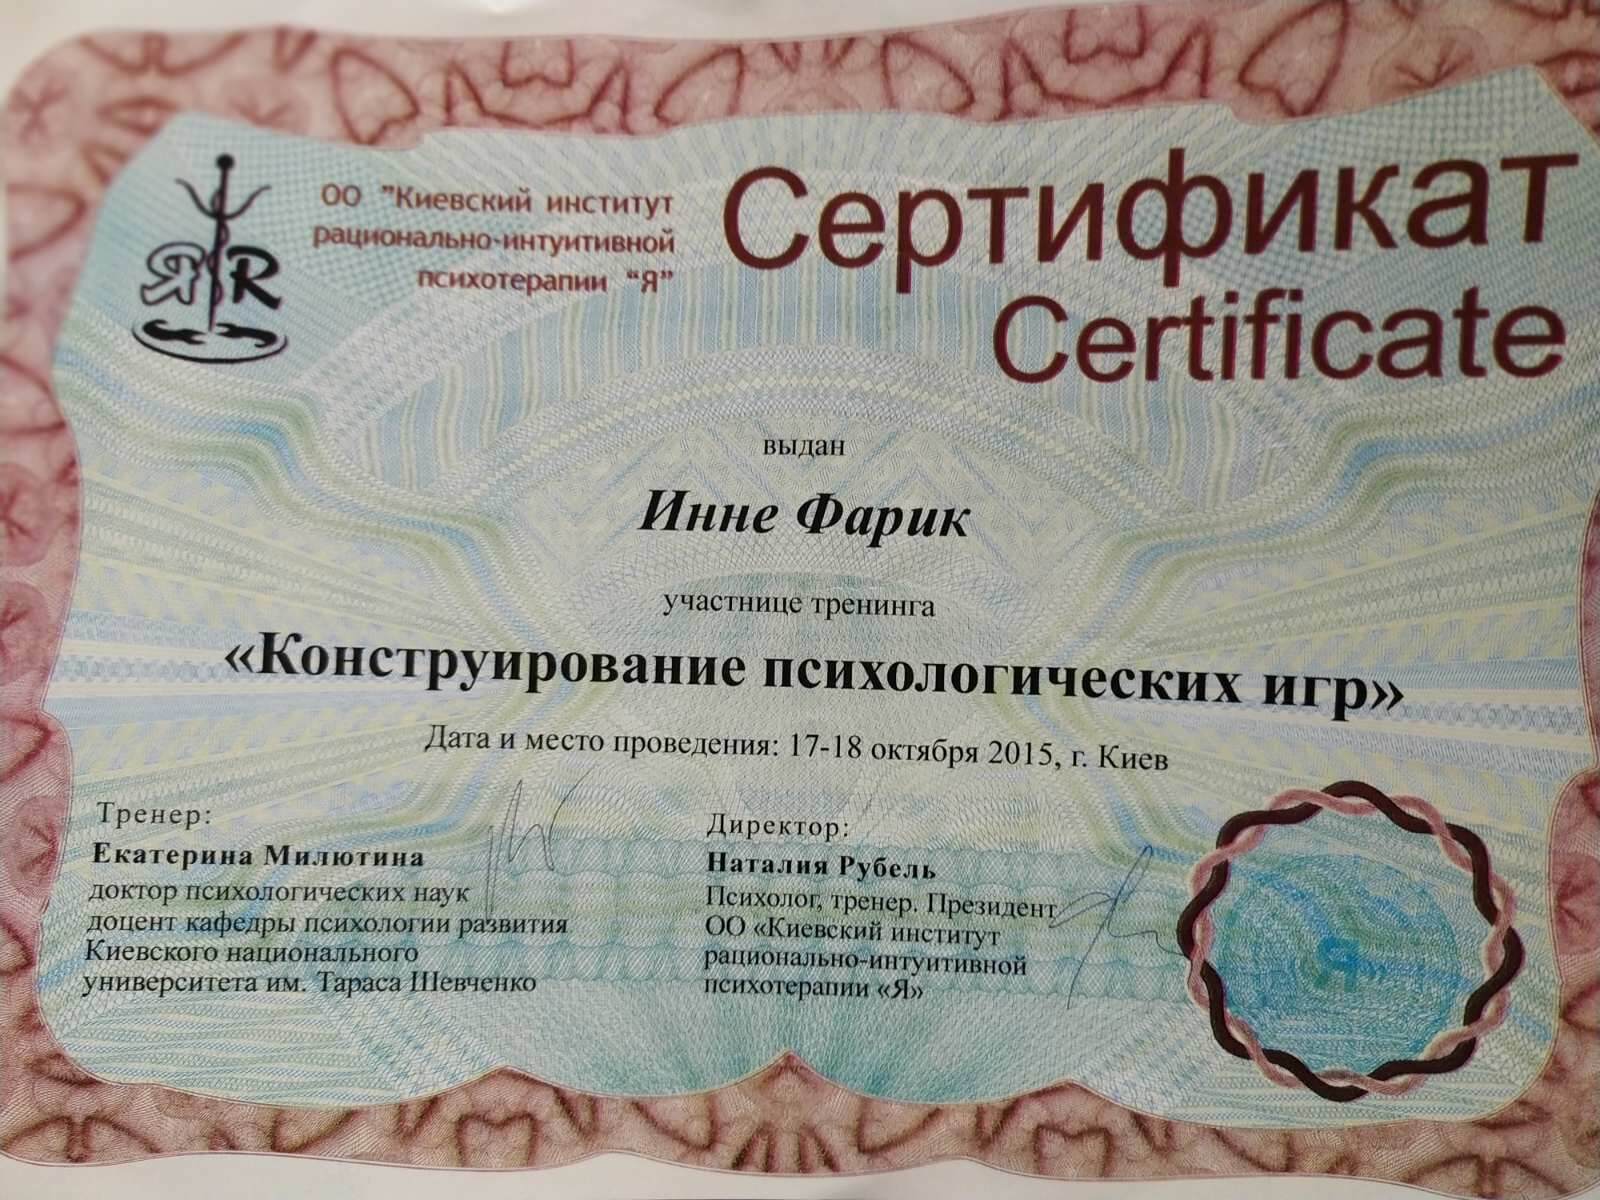 ОО "Киевский институт
рационально-интуитивной
психотерапии “Я”
Сертификат
Certificate
выдан
Инне Фарик
участнице тренинга
«Конструирование психологических игр»
Дата и место проведения: 17-18 октября 2015, г. Киев
Тренер:
Екатерина Милютина
доктор психологических наук
доцент кафедры психологии развития
Киевского национального
университета им. Тараса Шевченко
Директор:
Наталия Рубель
Психолог, тренер. Президент
ОО «Киевский институт
рационально-интуитивной
психотерапии «Я»